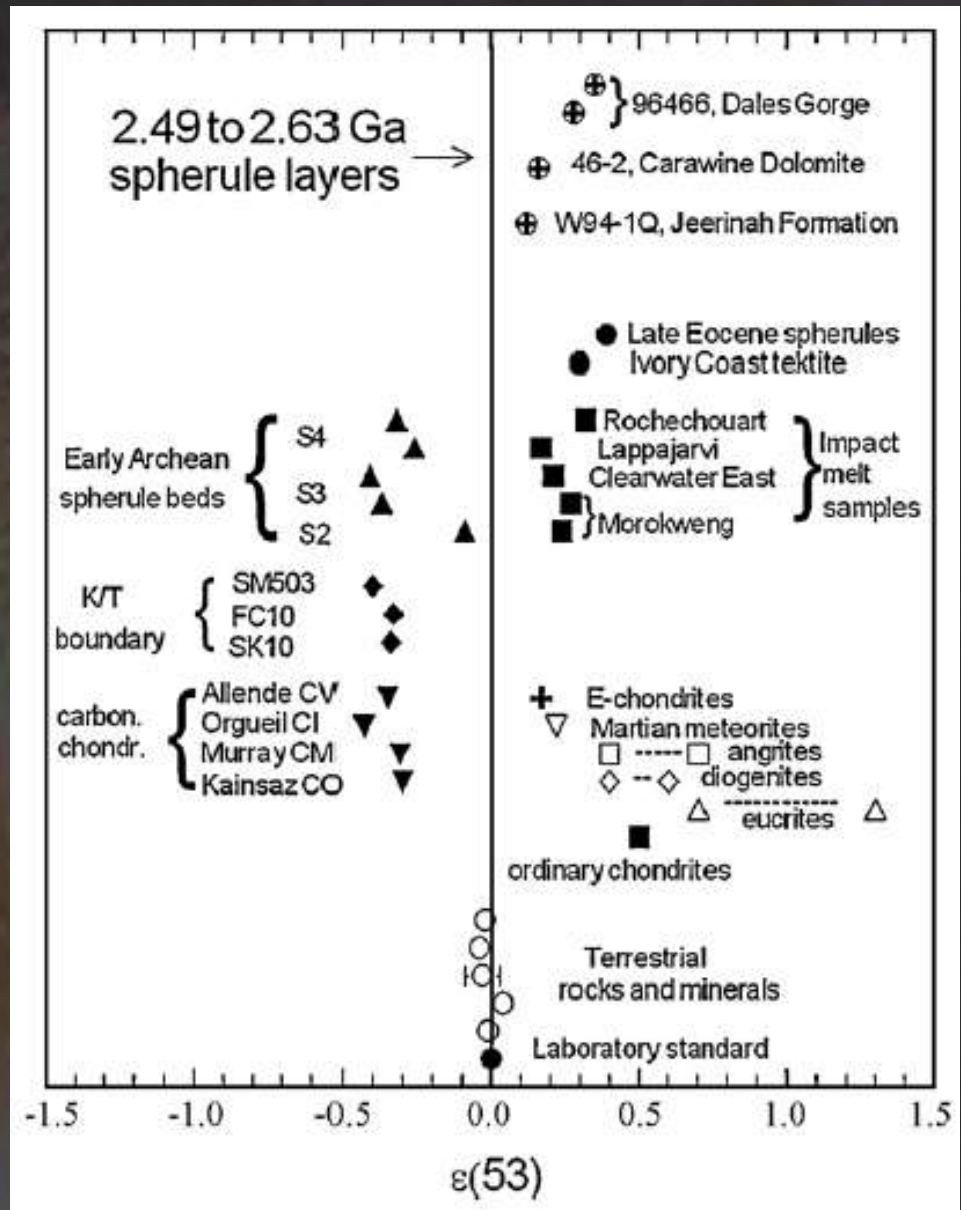 96466, Dales Gorge
2.49 to 2.63 Ga
spherule layers
46-2, Carawine Dolomite
W94-1Q, Jeerinah Formation
Late Eocene spherules
Ivory Coast tektite
Early Archean
spherule beds
S4
S3
S2
Rochechouart
Lappajarvi
Clearwater East
Morokweng
Impact
melt
samples
K/T
boundary
SM503
FC10
SK10
carbon.
chondr.
Allende CV
Orgueil CI
Murray CM
Kainsaz CO
E-chondrites
Martian meteorites
angrites
diogenites
eucrites
ordinary chondrites
Terrestrial
rocks and minerals
Laboratory standard
-1.5 -1.0 -0.5 0.0 0.5 1.0 1.5
ε(53)